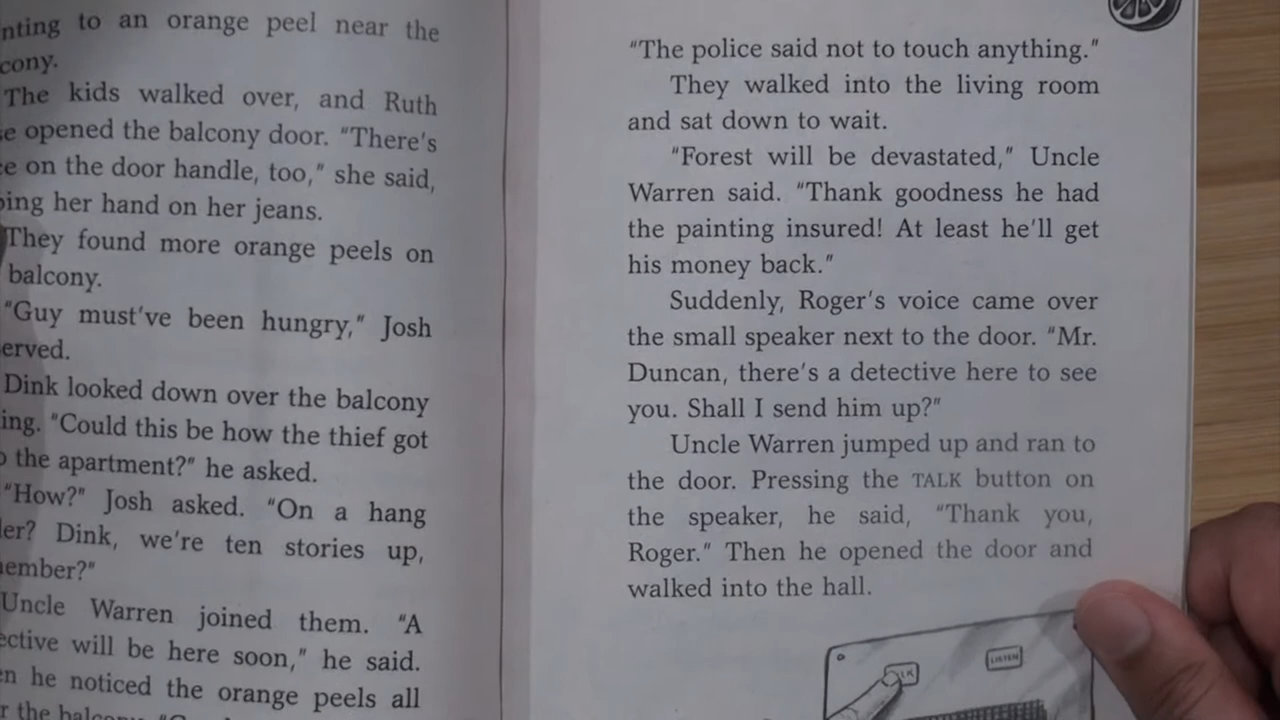 nting to an orange peel near the
cony.
The kids walked over, and Ruth
e opened the balcony door. "There's
e on the door handle, too," she said,
ing her hand on her jeans.
They found more orange peels on
balcony.
"Guy must've been hungry," Josh
erved.
Dink looked down over the balcony
ing. "Could this be how the thief got
the apartment?" he asked.
"How?" Josh asked. "On a hang
er? Dink, we're ten stories up,
ember?"
Uncle Warren joined them. "A
ective will be here soon," he said.
n he noticed the orange peels all
r the
"The police said not to touch anything."
They walked into the living room
and sat down to wait.
"Forest will be devastated," Uncle
Warren said. "Thank goodness he had
the painting insured! At least he'll get
his money back."
Suddenly, Roger's voice came over
the small speaker next to the door. "Mr.
Duncan, there's a detective here to see
you. Shall I send him up?"
Uncle Warren jumped up and ran to
the door. Pressing the TALK button on
the speaker, he said, "Thank you,
Roger." Then he opened the door and
walked into the hall.
LISTEN